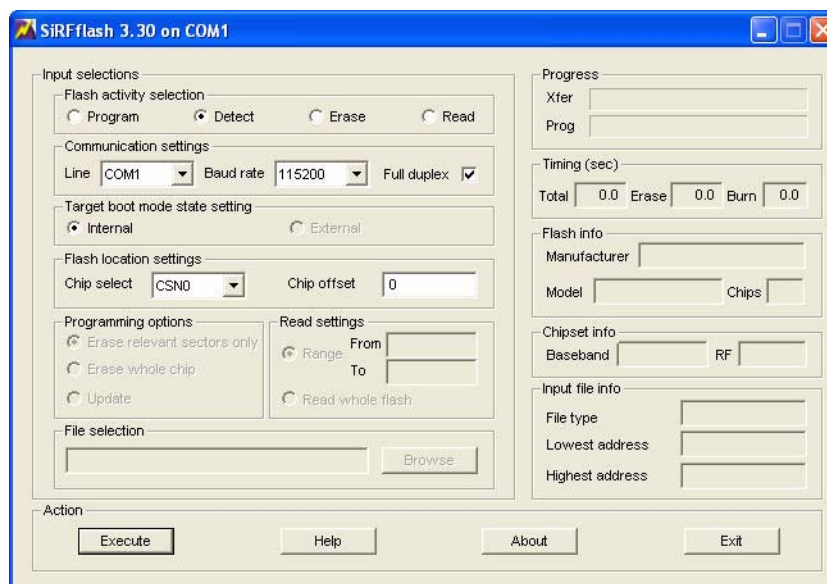 SiRFflash 3.30 on COM1
Input selections
Flash activity selection
Program Detect Erase Read
Communication settings
Line COM1 Baud rate 115200 Full duplex
Target boot mode state setting
Internal External
Flash location settings
Chip select CSN0 Chip offset 0
Programming options
Erase relevant sectors only
Erase whole chip
Update
Read settings
Range From
To
Read whole flash
File selection
Browse
Progress
Xfer
Prog
Timing (sec)
Total 0.0 Erase 0.0 Burn 0.0
Flash info
Manufacturer
Model Chips
Chipset info
Baseband RF
Input file info
File type
Lowest address
Highest address
Action
Execute Help About Exit